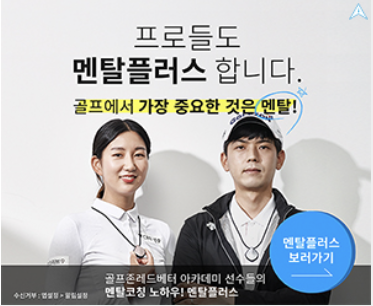 프로들도
멘탈플러스 합니다.
골프에서 가장 중요한 것은 멘탈!
멘탈플러스
보러가기
골프존레드베터 아카데미 선수들의
멘탈코칭 노하우! 멘탈플러스
수신거부 : 앱설정 > 알림설정